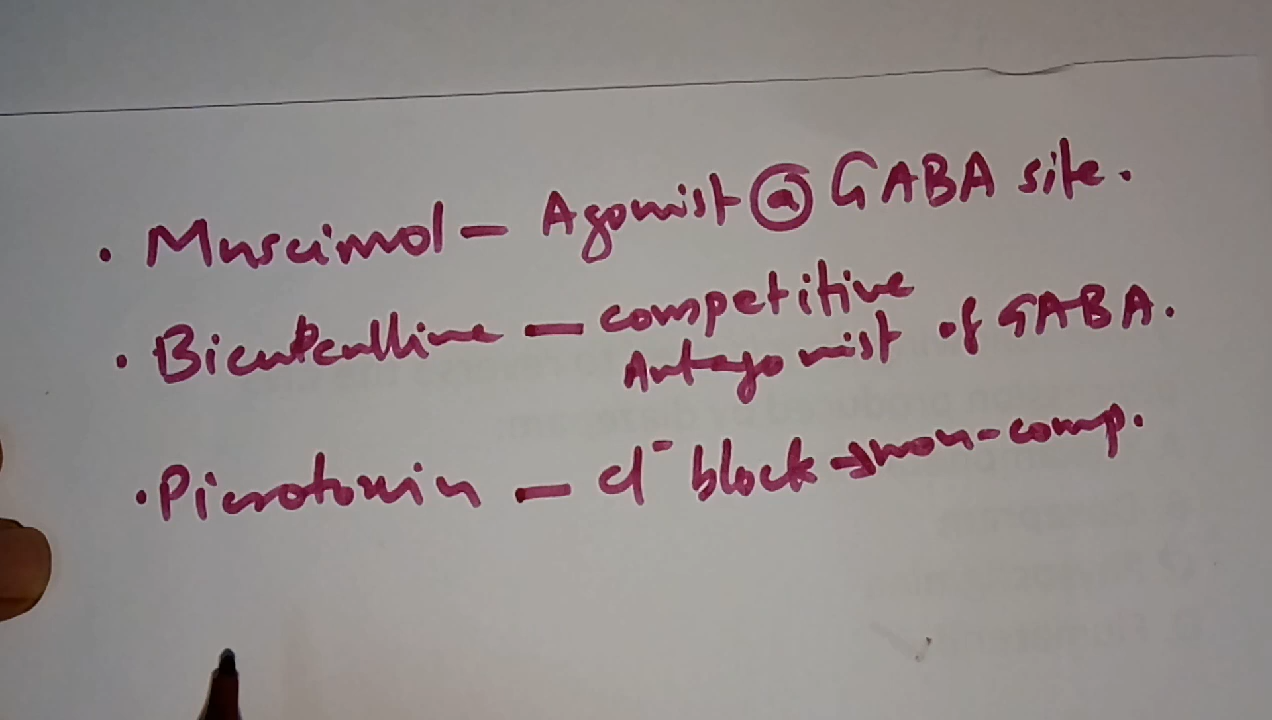 • Muscimol – Agonist @ GABA site.
• Bicuculline – competitive
Antagonist of GABA.
• Picrotoxin – Cl⁻ block → non-comp.